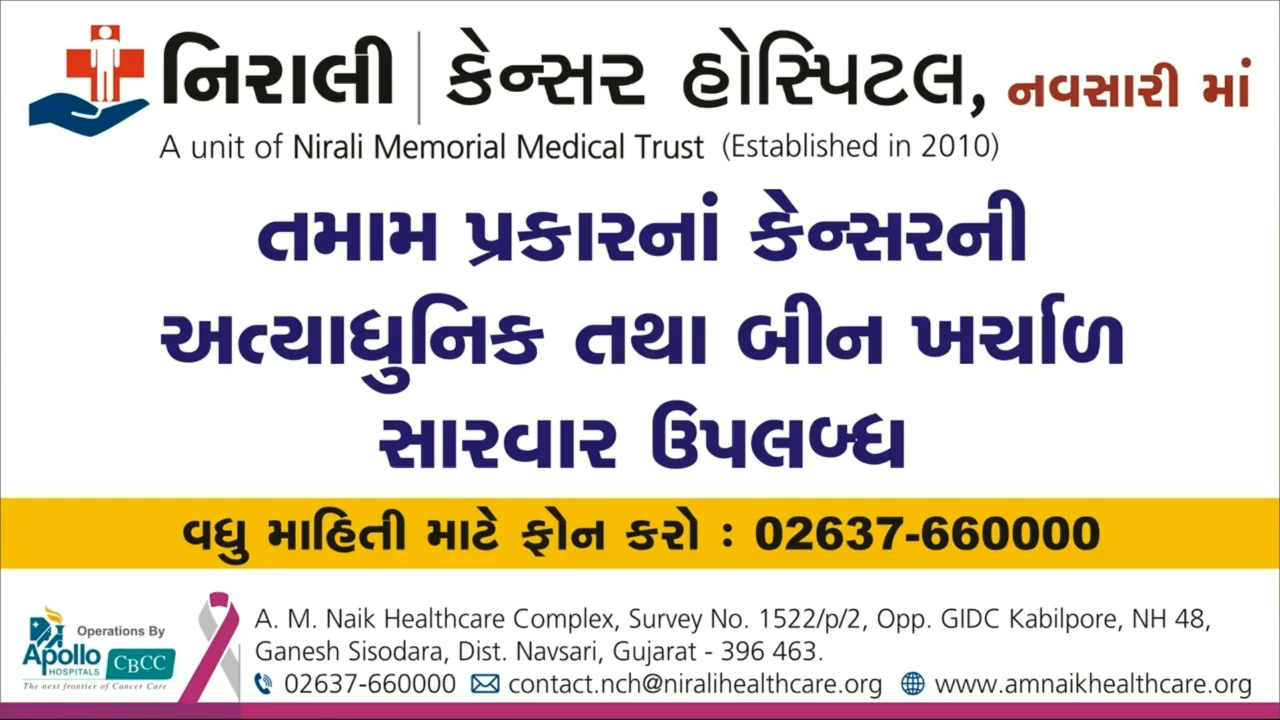 નિરાલી | કેન્સર હોસ્પિટલ, નવસારી માં
A unit of Nirali Memorial Medical Trust (Established in 2010)
તમામ પ્રકારનાં કેન્સરની
અત્યાધુનિક તથા બીન ખર્ચાળ
સારવાર ઉપલબ્ધ
વધુ માહિતી માટે ફોન કરો : 02637-660000
Operations By
Apollo HOSPITALS CBCC
The next frontier of Cancer Care
A. M. Naik Healthcare Complex, Survey No. 1522/p/2, Opp. GIDC Kabilpore, NH 48,
Ganesh Sisodara, Dist. Navsari, Gujarat - 396 463.
02637-660000 contact.nch@niralihealthcare.org www.amnaikhealthcare.org